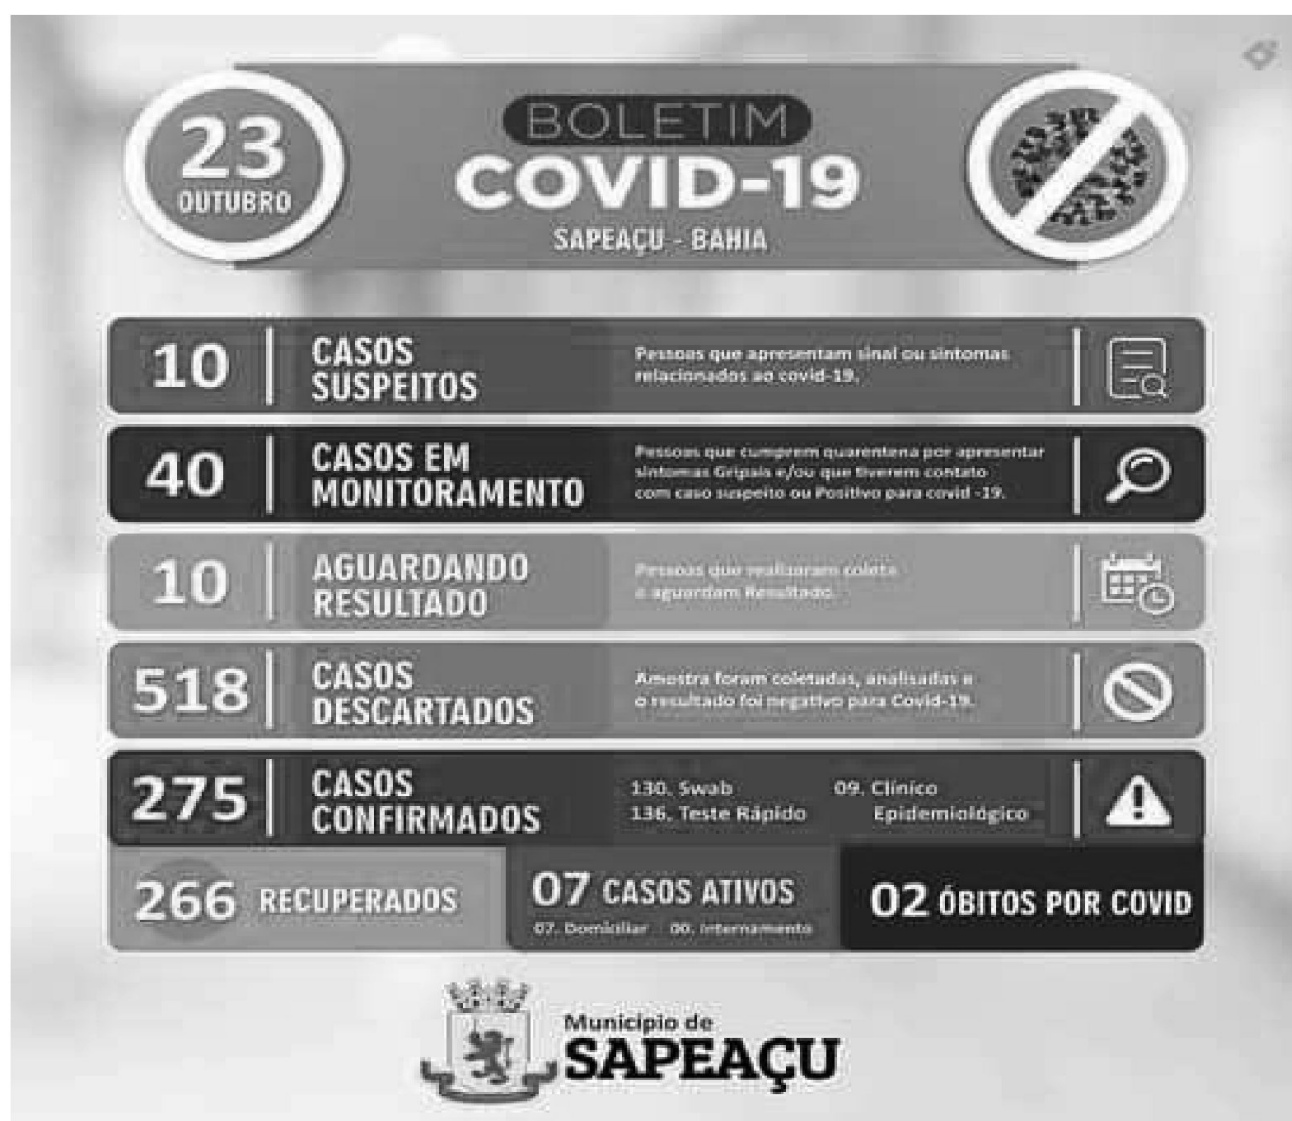 23
OUTUBRO
BOLETIM
COVID-19
SAPEAÇU - BAHIA
10
CASOS
SUSPEITOS
Pessoas que apresentam sinal ou sintomas
relacionados ao covid-19.
40
CASOS EM
MONITORAMENTO
Pessoas que cumprem quarentena por apresentar
sintomas Gripais e/ou que tiverem contato
com caso suspeito ou Positivo para covid -19.
10
AGUARDANDO
RESULTADO
Pessoas que realizaram coleta
e aguardam Resultado.
518
CASOS
DESCARTADOS
Amostra foram coletadas, analisadas e
o resultado foi negativo para Covid-19.
275
CASOS
CONFIRMADOS
130. Swab
136. Teste Rápido
09. Clínico
Epidemiológico
266 RECUPERADOS
07 CASOS ATIVOS
07. Domiciliar 00. Internamento
02 ÓBITOS POR COVID
Município de
SAPEAÇU